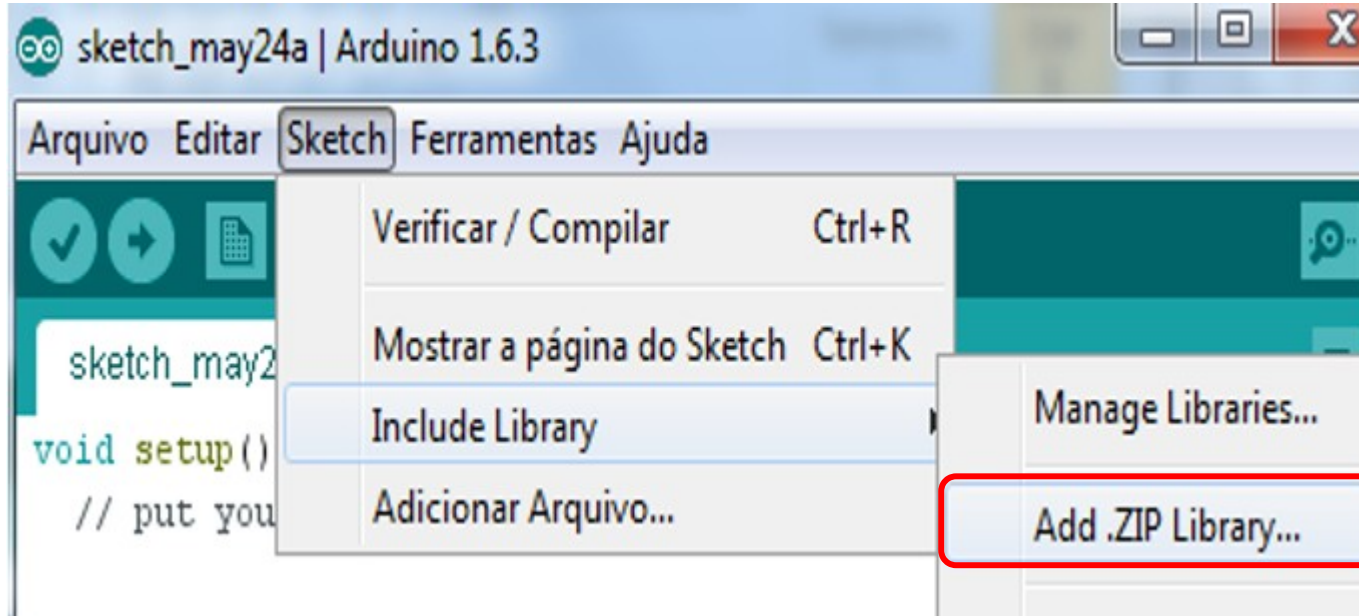 sketch_may24a | Arduino 1.6.3
Arquivo Editar Sketch Ferramentas Ajuda
Verificar / Compilar Ctrl+R
Mostrar a página do Sketch Ctrl+K
sketch_may2
Include Library
Manage Libraries...
void setup()
Adicionar Arquivo...
// put you
Add .ZIP Library...